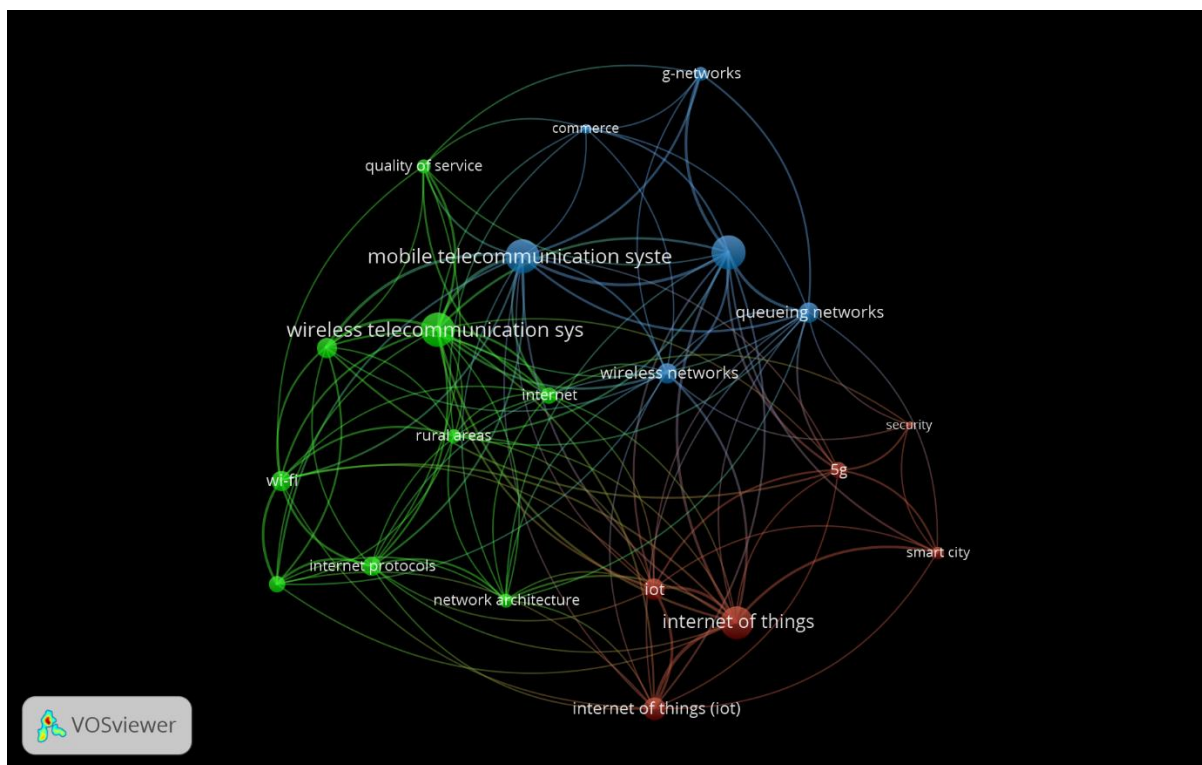 g-networks
commerce
quality of service
mobile telecommunication syste
queueing networks
wireless telecommunication sys
wireless networks
internet
security
rural areas
5g
wi-fi
smart city
internet protocols
iot
network architecture
internet of things
internet of things (iot)
VOSviewer